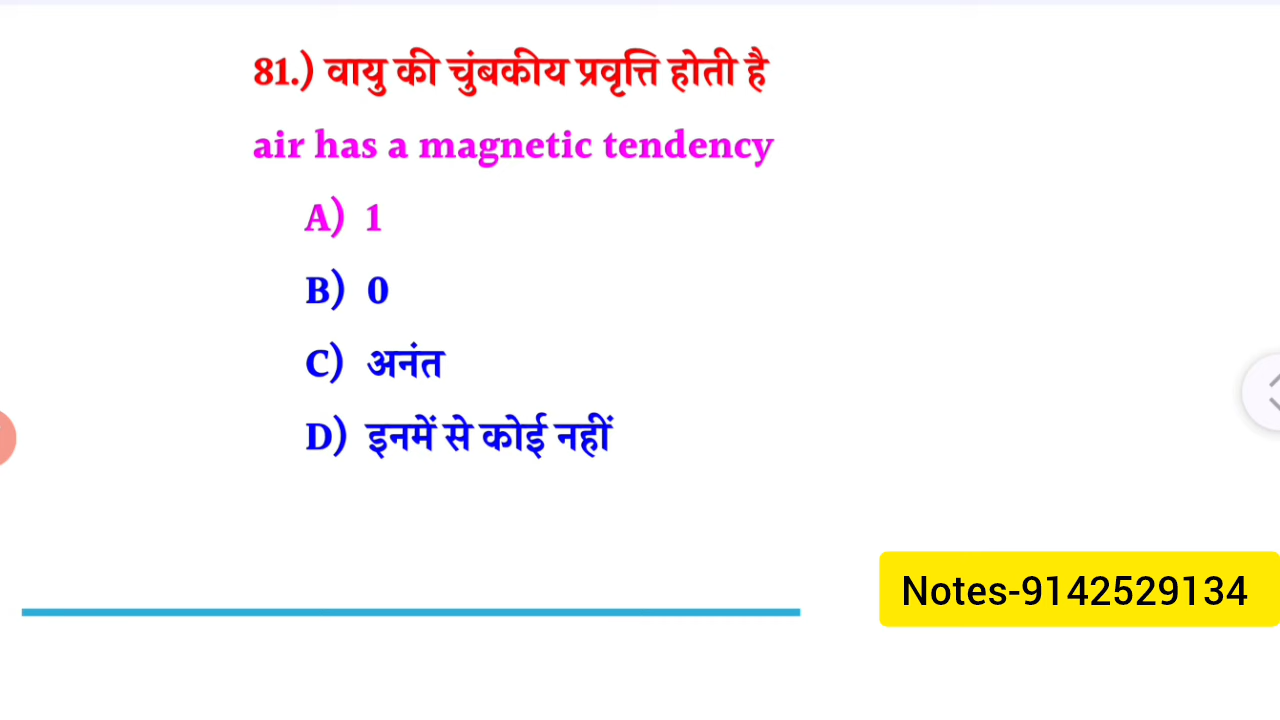 81.) वायु की चुंबकीय प्रवृत्ति होती है
air has a magnetic tendency
A) 1
B) 0
C) अनंत
D) इनमें से कोई नहीं
Notes-9142529134